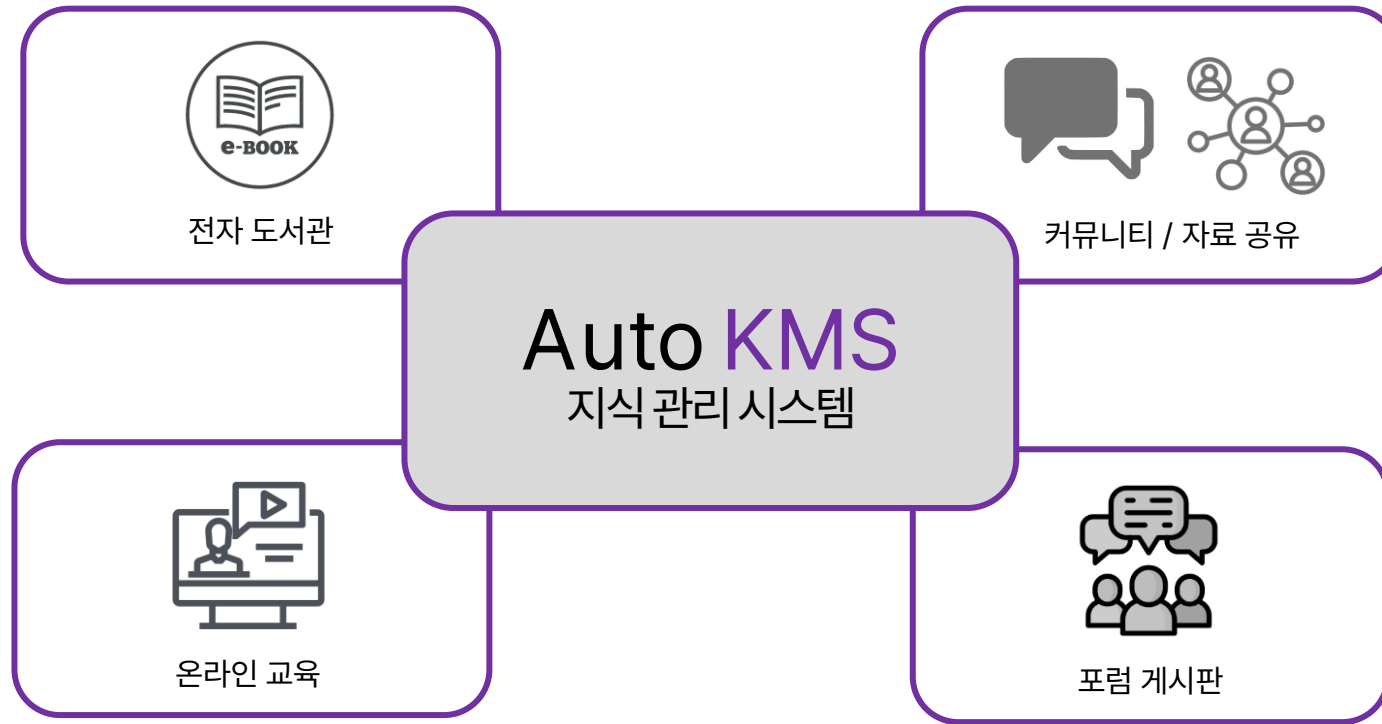 e-BOOK
전자 도서관
커뮤니티 / 자료 공유
Auto KMS
지식 관리 시스템
온라인 교육
포럼 게시판